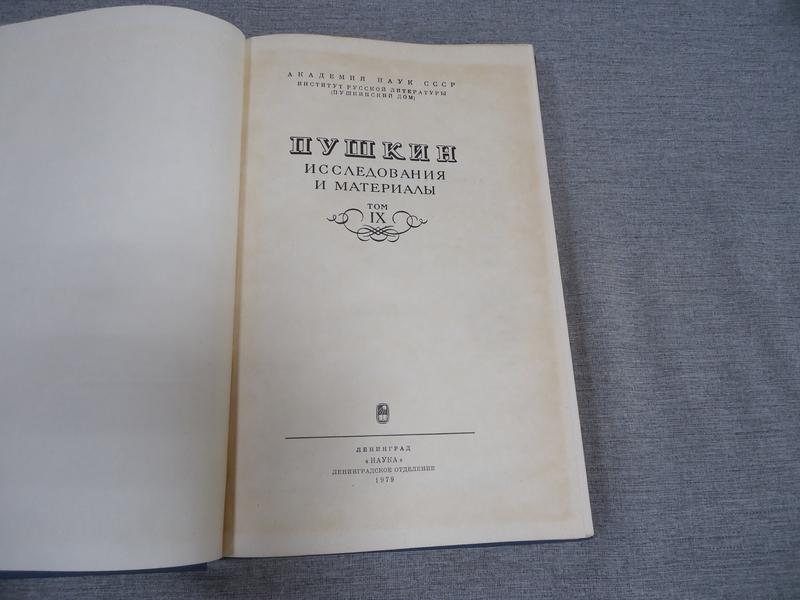 АКАДЕМИЯ НАУК СССР
ИНСТИТУТ РУССКОЙ ЛИТЕРАТУРЫ
(ПУШКИНСКИЙ ДОМ)
ПУШКИН
ИССЛЕДОВАНИЯ
И МАТЕРИАЛЫ
ТОМ
IX
ЛЕНИНГРАД
«НАУКА»
ЛЕНИНГРАДСКОЕ ОТДЕЛЕНИЕ
1979